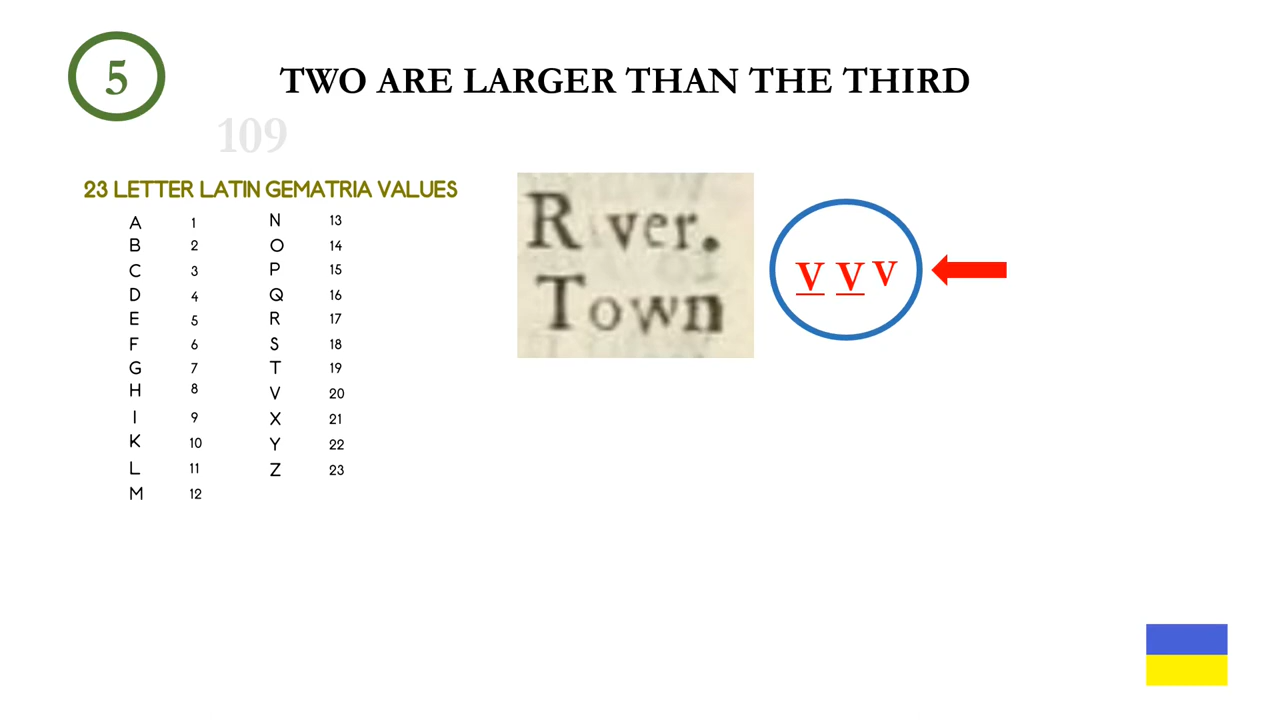 5
TWO ARE LARGER THAN THE THIRD
109
23 LETTER LATIN GEMATRIA VALUES
A 1
B 2
C 3
D 4
E 5
F 6
G 7
H 8
I 9
K 10
L 11
M 12
N 13
O 14
P 15
Q 16
R 17
S 18
T 19
V 20
X 21
Y 22
Z 23
R ver.
Town
V V V